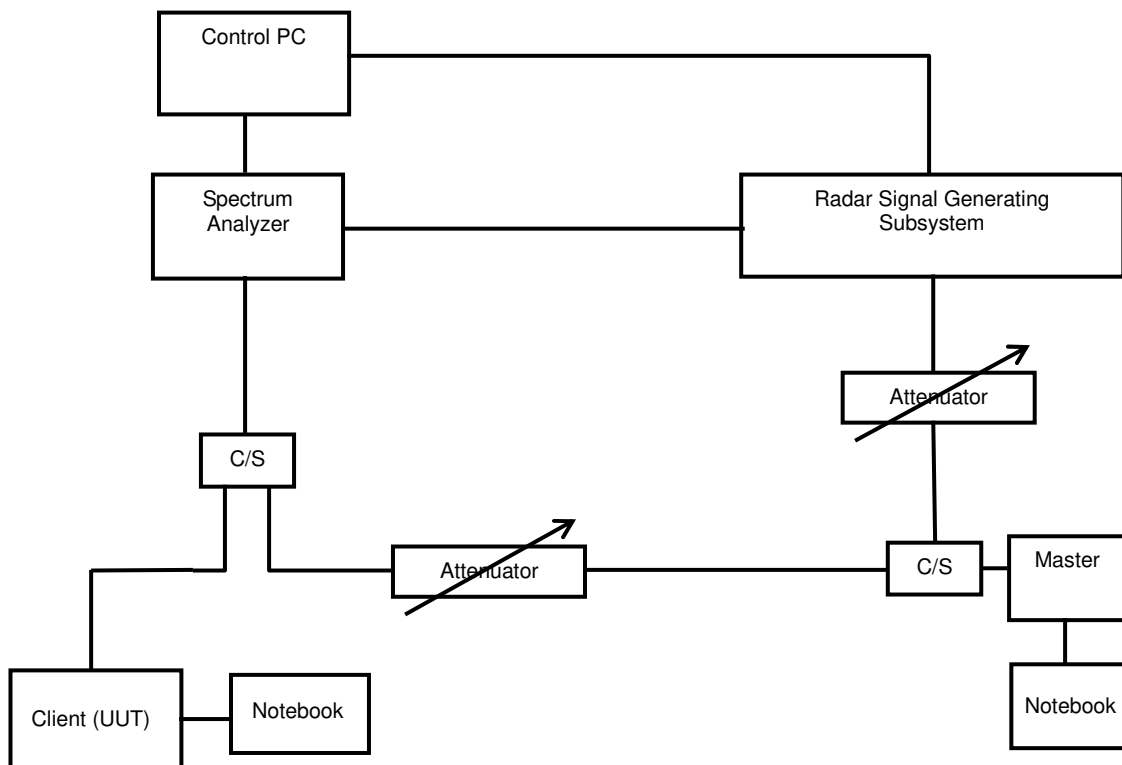 Control PC
Spectrum
Analyzer
Radar Signal Generating
Subsystem
Attenuator
C/S
Attenuator
C/S
Master
Client (UUT)
Notebook
Notebook